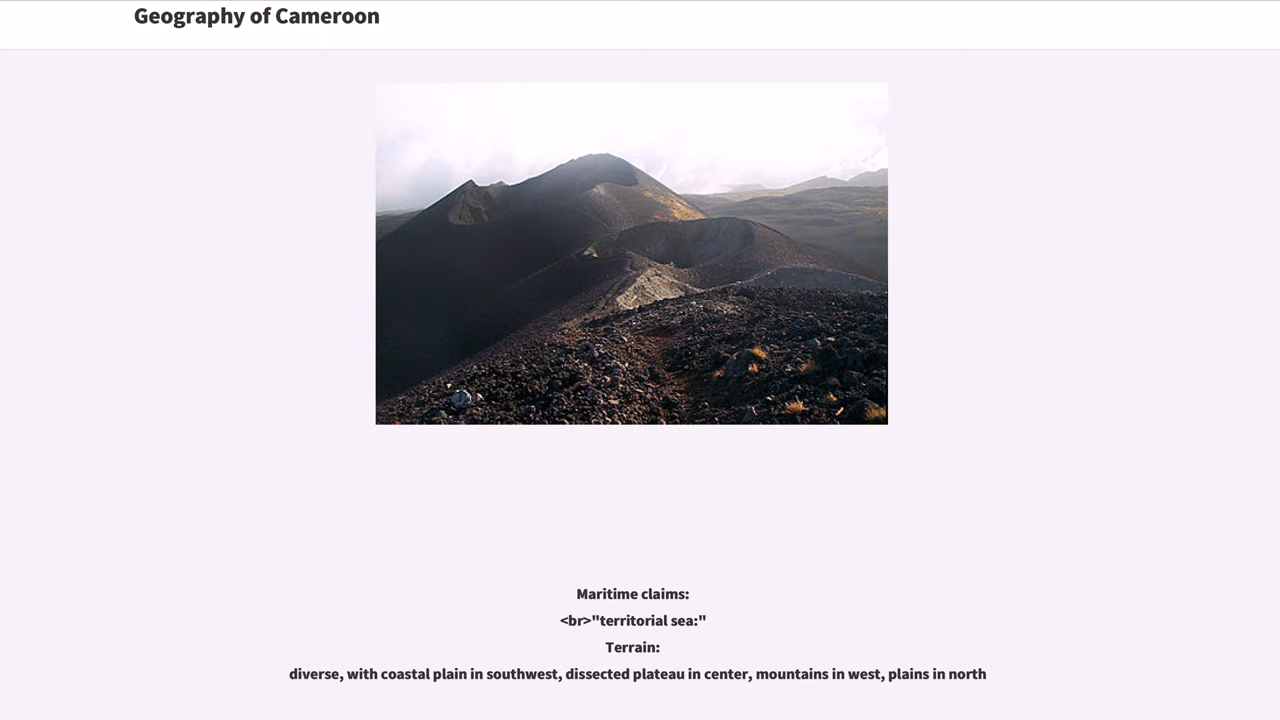 Geography of Cameroon
Maritime claims:
<br>"territorial sea:"
Terrain:
diverse, with coastal plain in southwest, dissected plateau in center, mountains in west, plains in north